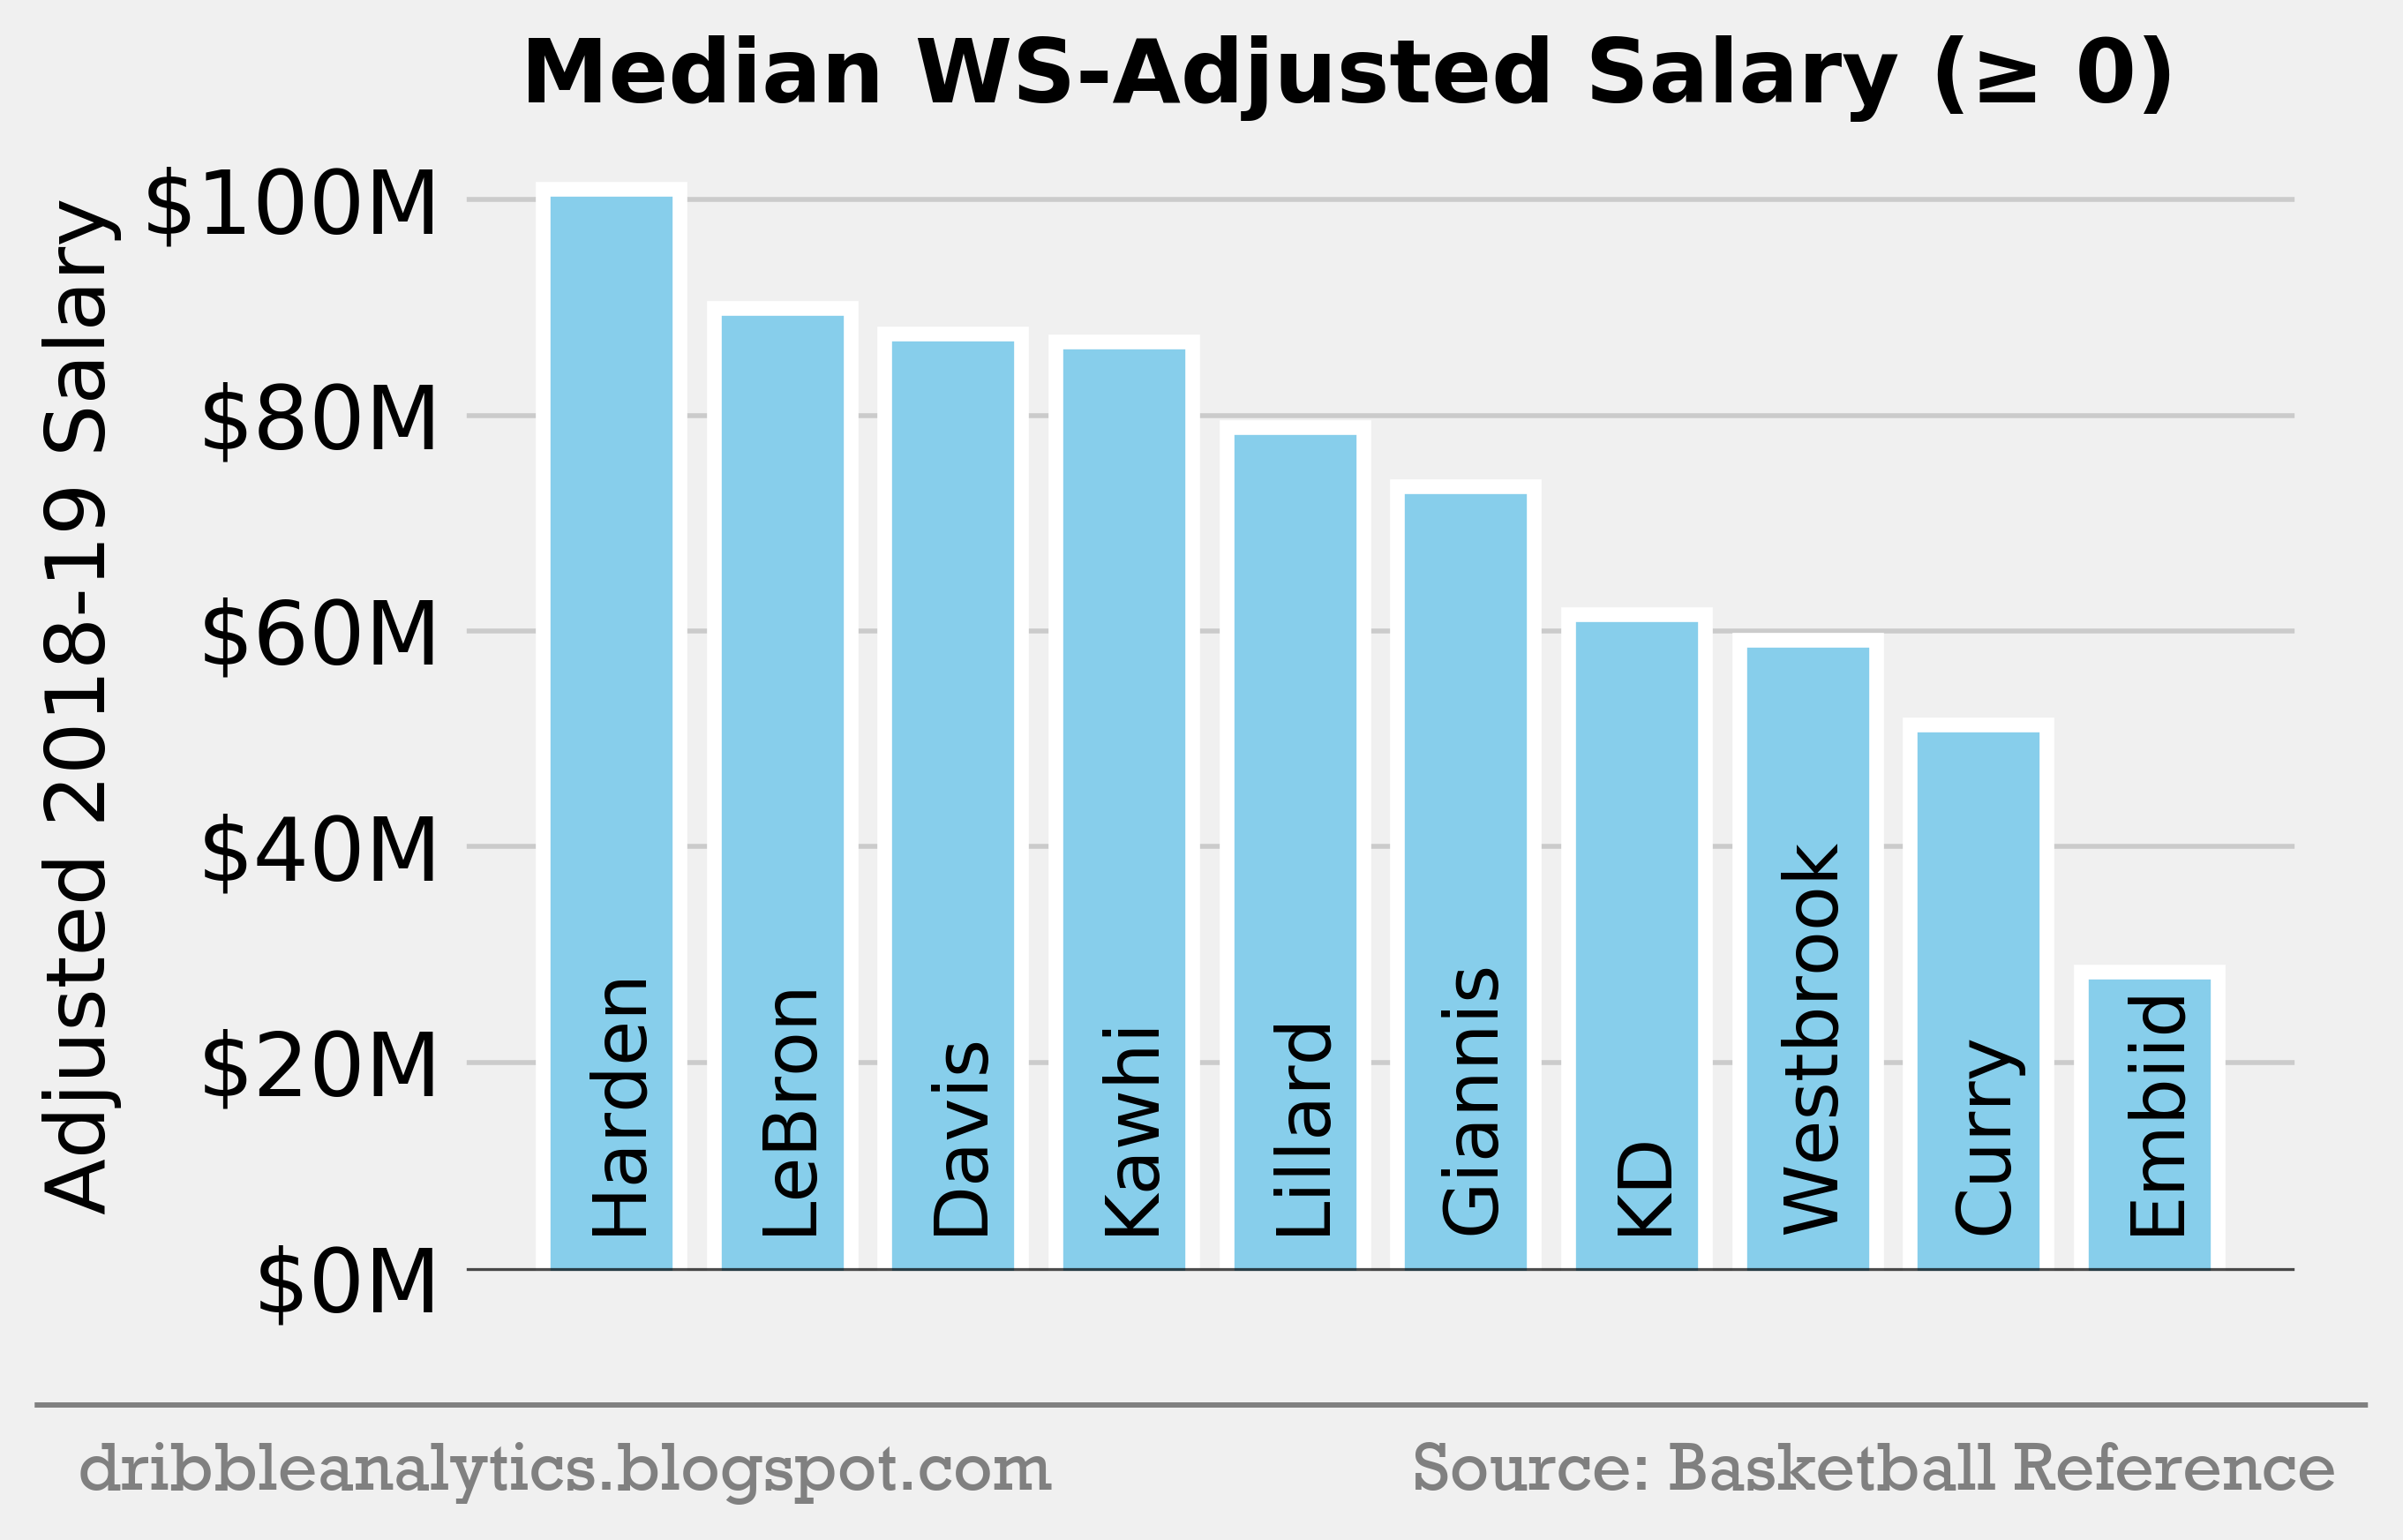 Median WS-Adjusted Salary (≥ 0)
Adjusted 2018-19 Salary
$100M
$80M
$60M
$40M
$20M
$0M
Harden
LeBron
Davis
Kawhi
Lillard
Giannis
KD
Westbrook
Curry
Embiid
dribbleanalytics.blogspot.com
Source: Basketball Reference